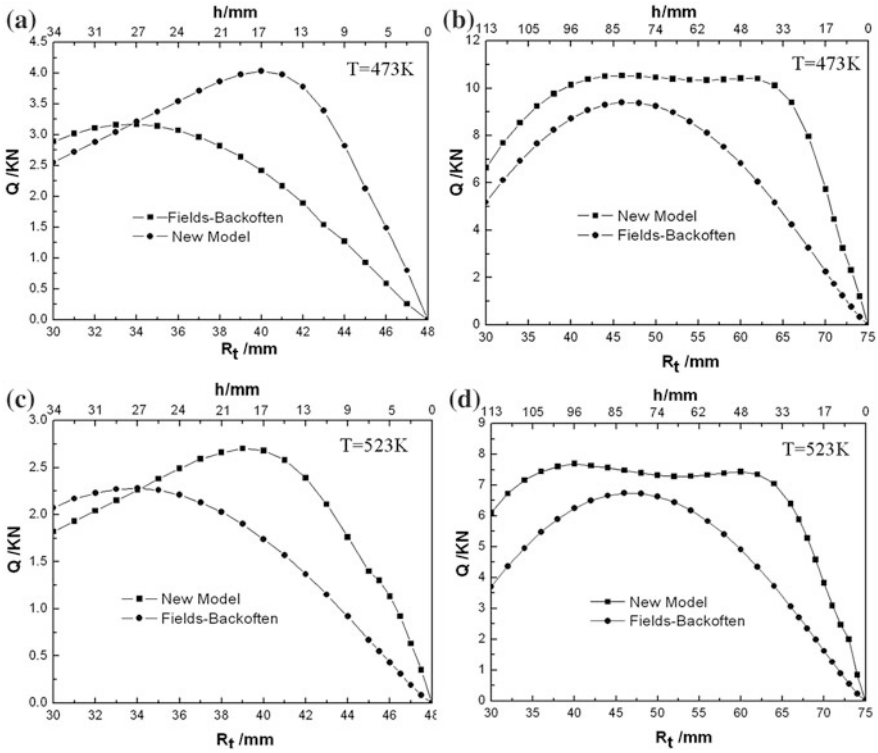 (a)
h/mm
34 31 27 24 21 17 13 9 5 0
4.5
4.0
3.5
3.0
2.5
2.0
1.5
1.0
0.5
0.0
Q /KN
T=473K
Fields-Backoften
New Model
30 32 34 36 38 40 42 44 46 48
Rt /mm
(b)
h/mm
113 105 96 85 74 62 48 33 17 0
12
10
8
6
4
2
0
Q /KN
T=473K
New Model
Fields-Backoften
30 35 40 45 50 55 60 65 70 75
Rt /mm
(c)
h/mm
34 31 27 24 21 17 13 9 5 0
3.0
2.5
2.0
1.5
1.0
0.5
0.0
Q /KN
T=523K
New Model
Fields-Backoften
30 32 34 36 38 40 42 44 46 48
Rt /mm
(d)
h/mm
113 105 96 85 74 62 48 33 17 0
9
8
7
6
5
4
3
2
1
0
Q /KN
T=523K
New Model
Fields-Backoften
30 35 40 45 50 55 60 65 70 75
Rt /mm